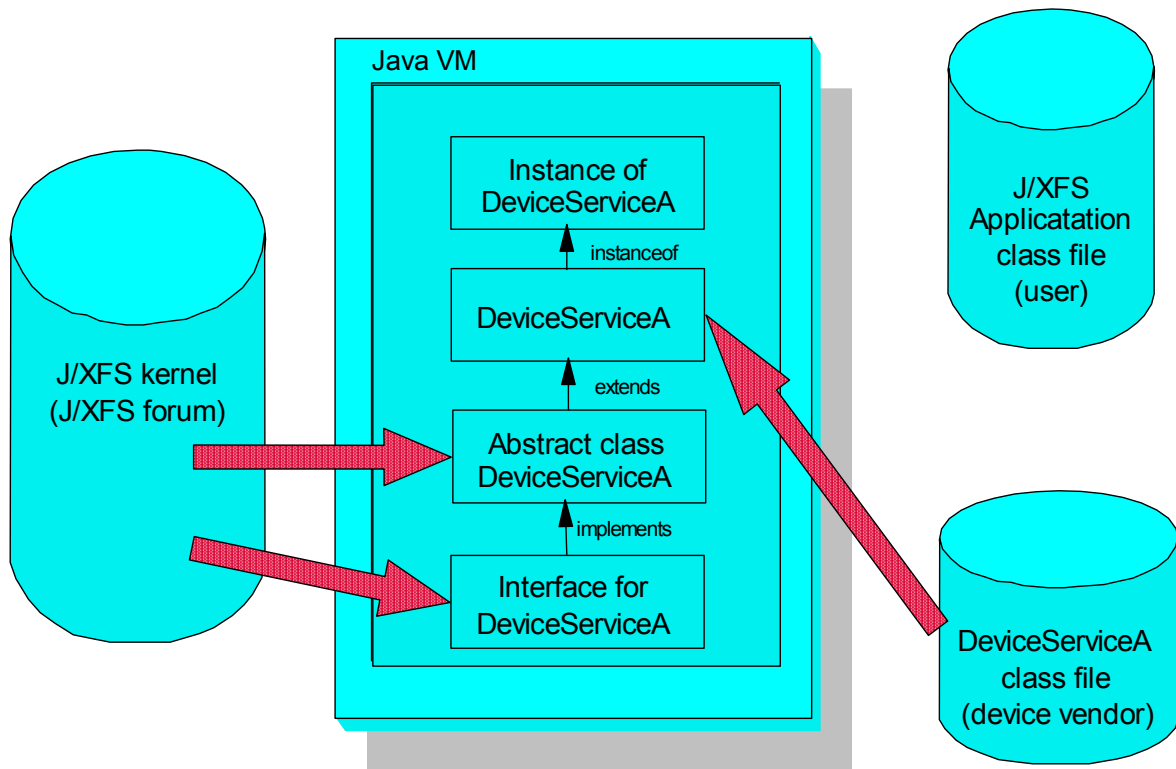 Java VM
Instance of
DeviceServiceA
instanceof
DeviceServiceA
extends
Abstract class
DeviceServiceA
implements
Interface for
DeviceServiceA
J/XFS kernel
(J/XFS forum)
J/XFS
Applicatation
class file
(user)
DeviceServiceA
class file
(device vendor)